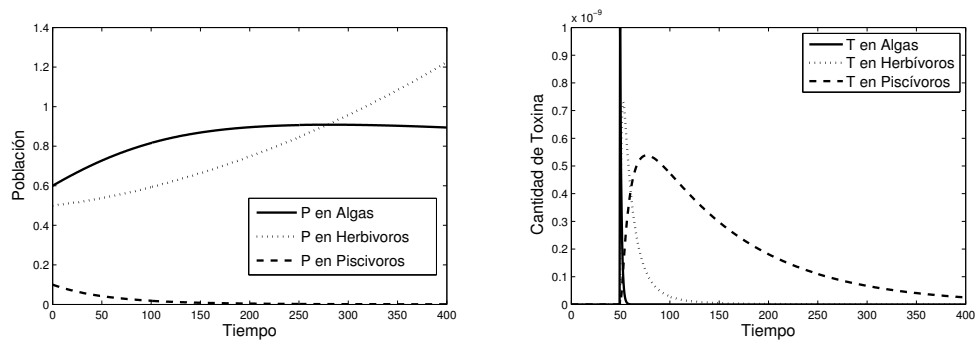 1.4
1.2
1
0.8
0.6
0.4
0.2
0
Población
P en Algas
P en Herbivoros
P en Piscivoros
0 50 100 150 200 250 300 350 400
Tiempo
x 10⁻⁹
1
0.9
0.8
0.7
0.6
0.5
0.4
0.3
0.2
0.1
0
Cantidad de Toxina
T en Algas
T en Herbívoros
T en Piscívoros
0 50 100 150 200 250 300 350 400
Tiempo